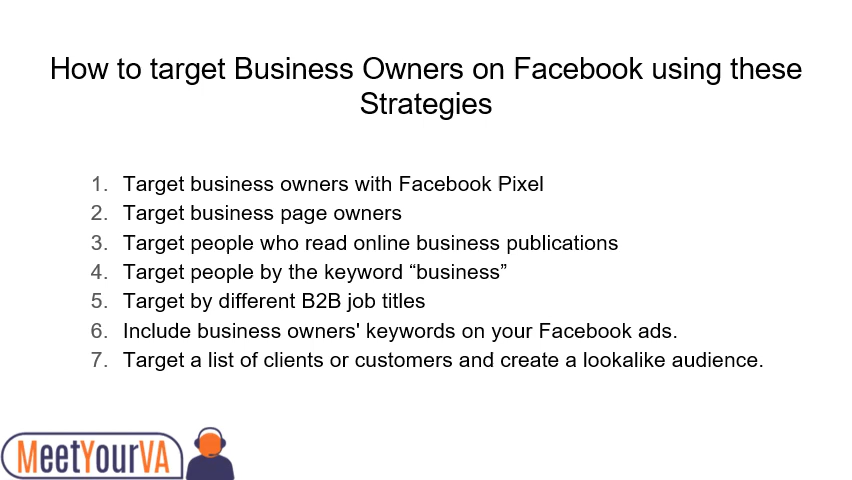 How to target Business Owners on Facebook using these
Strategies
1. Target business owners with Facebook Pixel
2. Target business page owners
3. Target people who read online business publications
4. Target people by the keyword “business”
5. Target by different B2B job titles
6. Include business owners' keywords on your Facebook ads.
7. Target a list of clients or customers and create a lookalike audience.
MeetYourVA